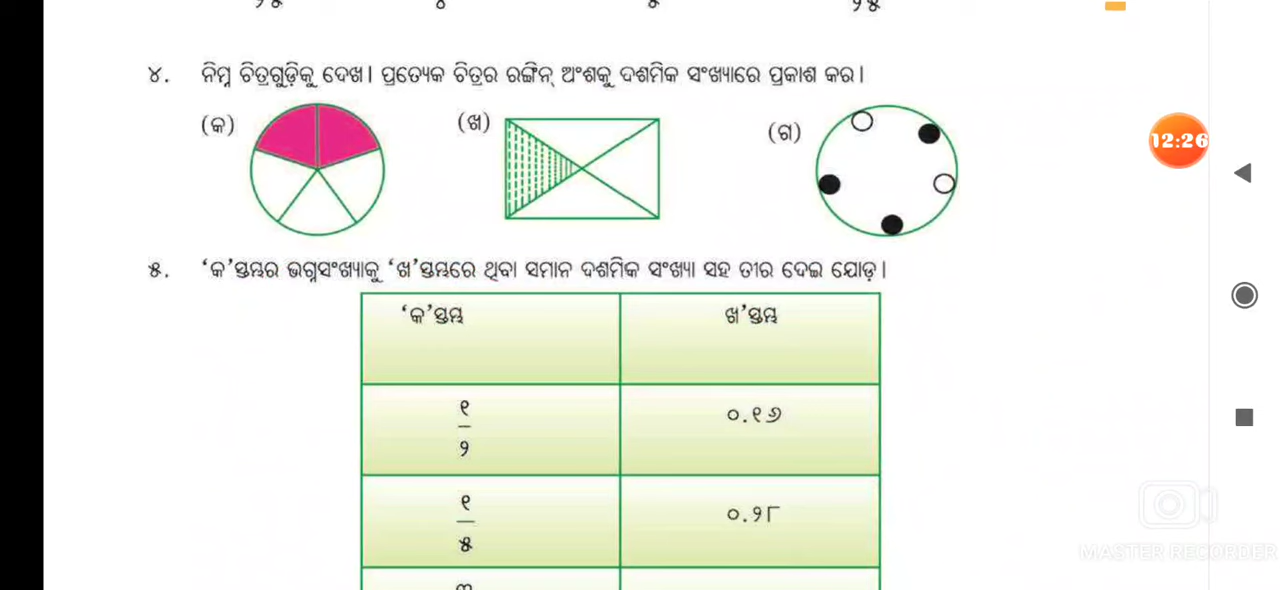 ୪. ନିମ୍ନ ଚିତ୍ରଗୁଡ଼ିକୁ ଦେଖ। ପ୍ରତ୍ୟେକ ଚିତ୍ରର ରଙ୍ଗିନ୍ ଅଂଶକୁ ଦଶମିକ ସଂଖ୍ୟାରେ ପ୍ରକାଶ କର।
(କ) (ଖ) (ଗ)
12:26
୫. ‘କ’ସ୍ତମ୍ଭର ଭଗ୍ନସଂଖ୍ୟାକୁ ‘ଖ’ସ୍ତମ୍ଭରେ ଥିବା ସମାନ ଦଶମିକ ସଂଖ୍ୟା ସହ ତୀର ଦେଇ ଯୋଡ଼।
‘କ’ସ୍ତମ୍ଭ ଖ’ସ୍ତମ୍ଭ
୧
୨
୦.୧୬
୧
୫
୦.୨୮
MASTER RECORDER